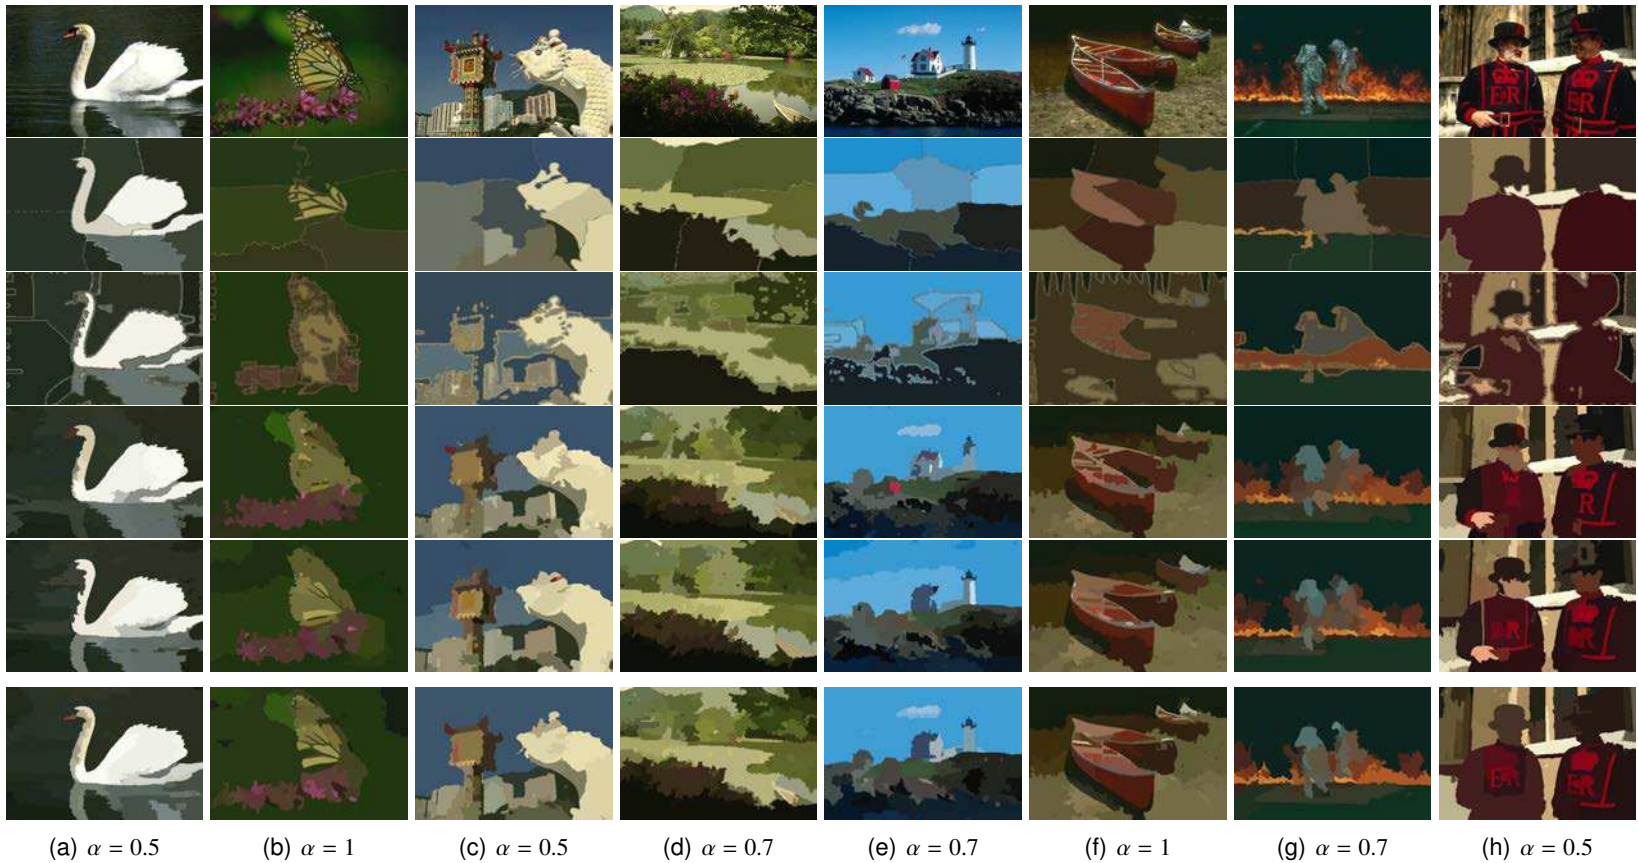 E R
E R
R
E R
E R
E R
E R
(a) α = 0.5
(b) α = 1
(c) α = 0.5
(d) α = 0.7
(e) α = 0.7
(f) α = 1
(g) α = 0.7
(h) α = 0.5